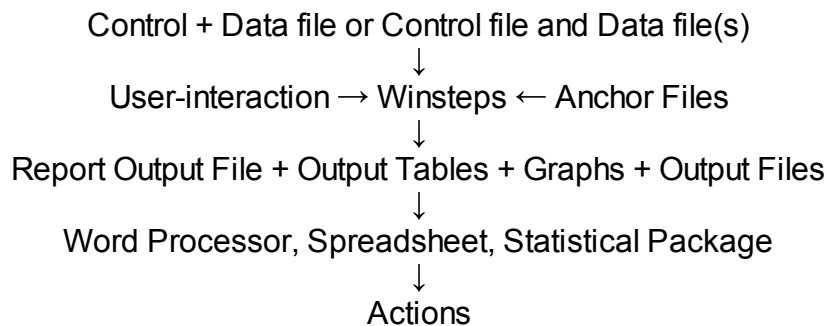 Control + Data file or Control file and Data file(s)
↓
User-interaction → Winsteps ← Anchor Files
↓
Report Output File + Output Tables + Graphs + Output Files
↓
Word Processor, Spreadsheet, Statistical Package
↓
Actions